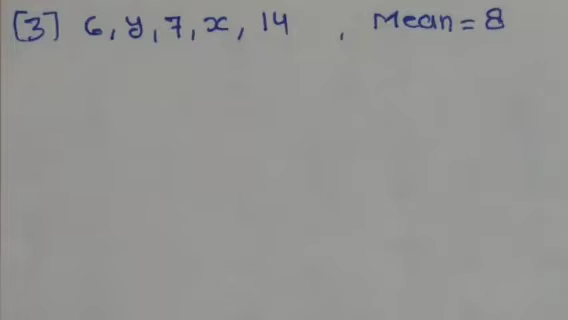 [3] 6, y, 7, x, 14 , Mean = 8